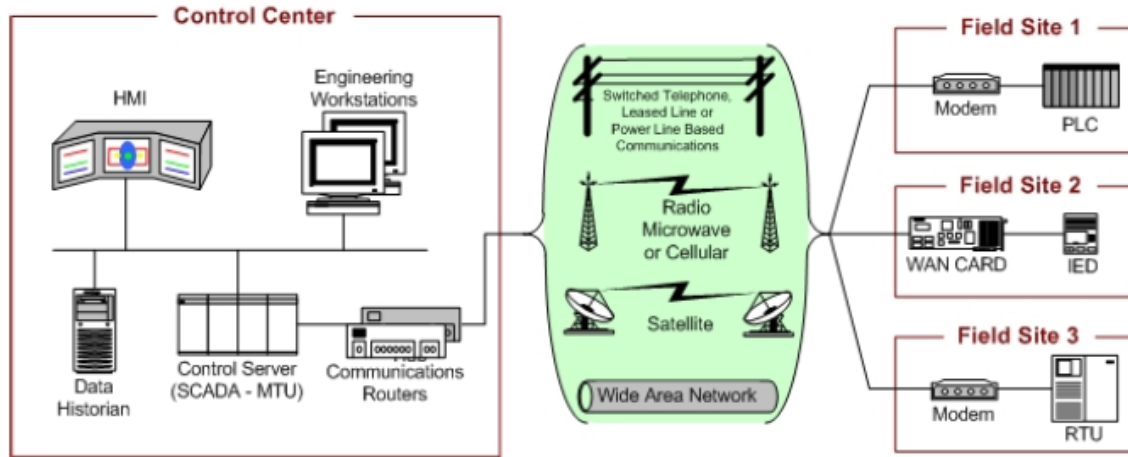 Control Center
HMI
Engineering
Workstations
Data
Historian
Control Server
(SCADA - MTU)
Communications
Routers
Switched Telephone,
Leased Line or
Power Line Based
Communications
Radio
Microwave
or Cellular
Satellite
Wide Area Network
Field Site 1
Modem
PLC
Field Site 2
WAN CARD
IED
Field Site 3
Modem
RTU